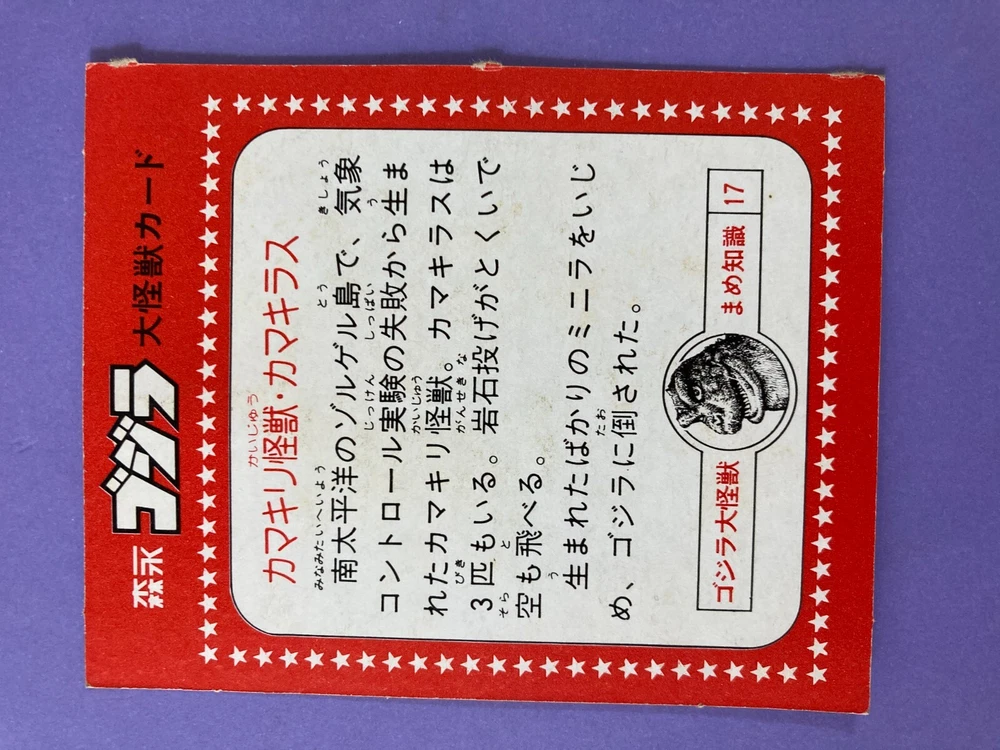 森永 ゴジラ 大怪獣カード
カマキリ怪獣・カマキラス
南太平洋のゾルゲル島で、気象
コントロール実験の失敗から生ま
れたカマキリ怪獣。カマキラスは
3匹もいる。岩石投げがとくいで
空も飛べる。
生まれたばかりのミニラをいじ
め、ゴジラに倒された。
ゴジラ大怪獣 まめ知識 17